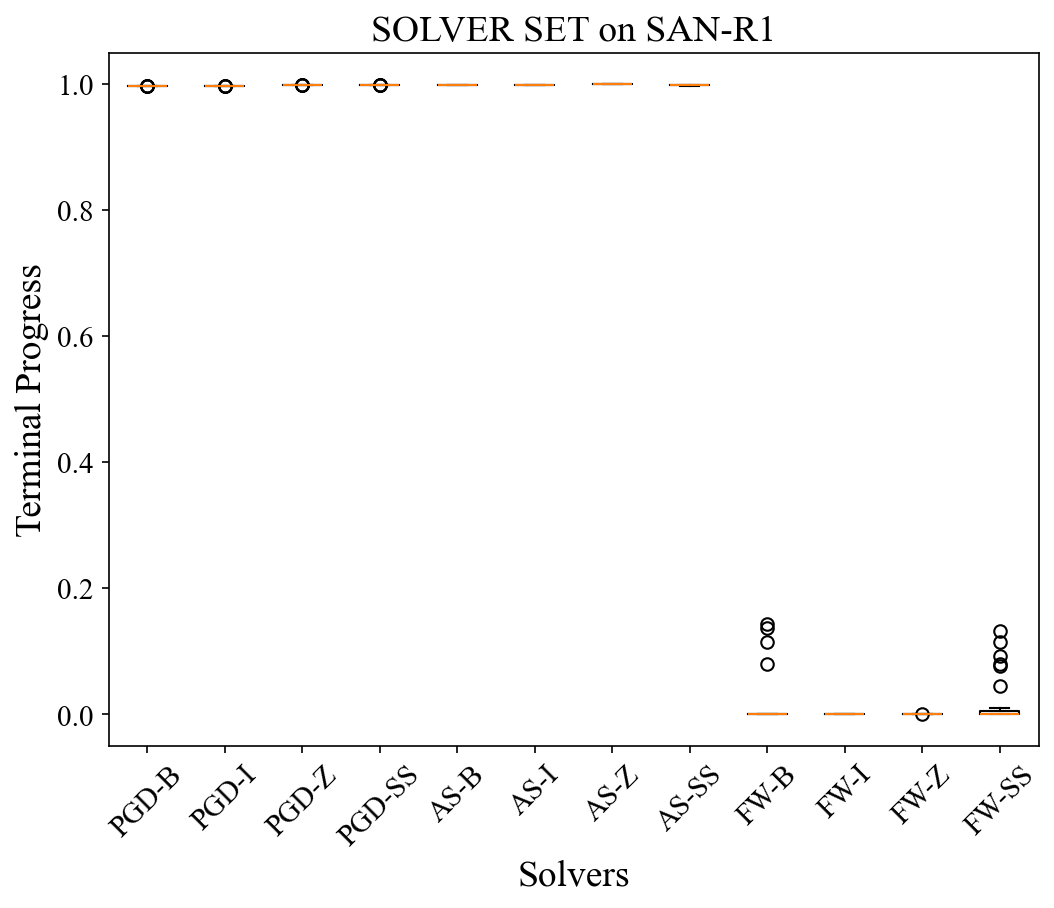 SOLVER SET on SAN-R1
Terminal Progress
1.0
0.8
0.6
0.4
0.2
0.0
PGD-B
PGD-I
PGD-Z
PGD-SS
AS-B
AS-I
AS-Z
AS-SS
FW-B
FW-I
FW-Z
FW-SS
Solvers